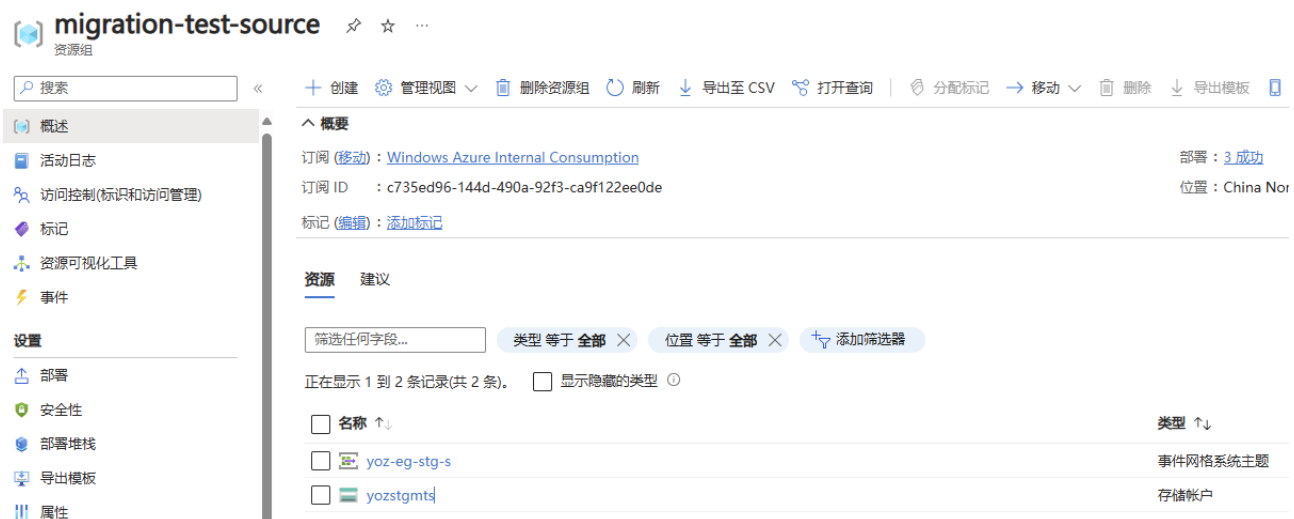 migration-test-source
资源组
搜索
创建 管理视图 删除资源组 刷新 导出至 CSV 打开查询 分配标记 移动 删除 导出模板
概述
活动日志
访问控制(标识和访问管理)
标记
资源可视化工具
事件
设置
部署
安全性
部署堆栈
导出模板
属性
概要
订阅 (移动) : Windows Azure Internal Consumption
部署 : 3 成功
订阅 ID : c735ed96-144d-490a-92f3-ca9f122ee0de
位置 : China Nor
标记 (编辑) : 添加标记
资源 建议
筛选任何字段... 类型 等于 全部 位置 等于 全部 添加筛选器
正在显示 1 到 2 条记录(共 2 条)。 显示隐藏的类型
名称 ↑↓ 类型 ↑↓
yoz-eg-stg-s 事件网格系统主题
yozstgmts 存储帐户